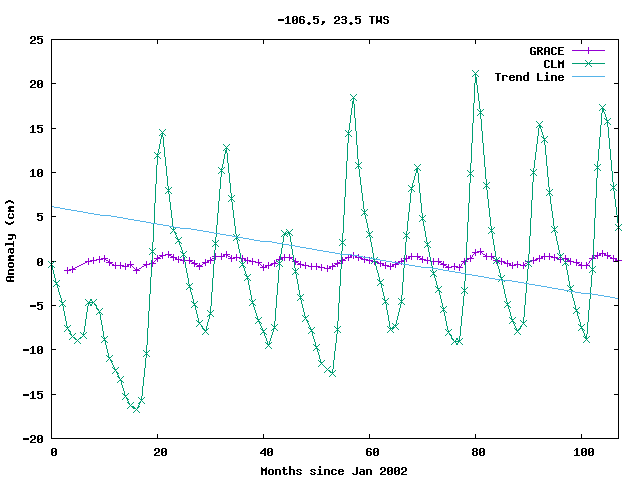 -106.5, 23.5 TWS
GRACE
CLM
Trend Line
25
20
15
10
5
0
-5
-10
-15
-20
Anomaly (cm)
0 20 40 60 80 100
Months since Jan 2002